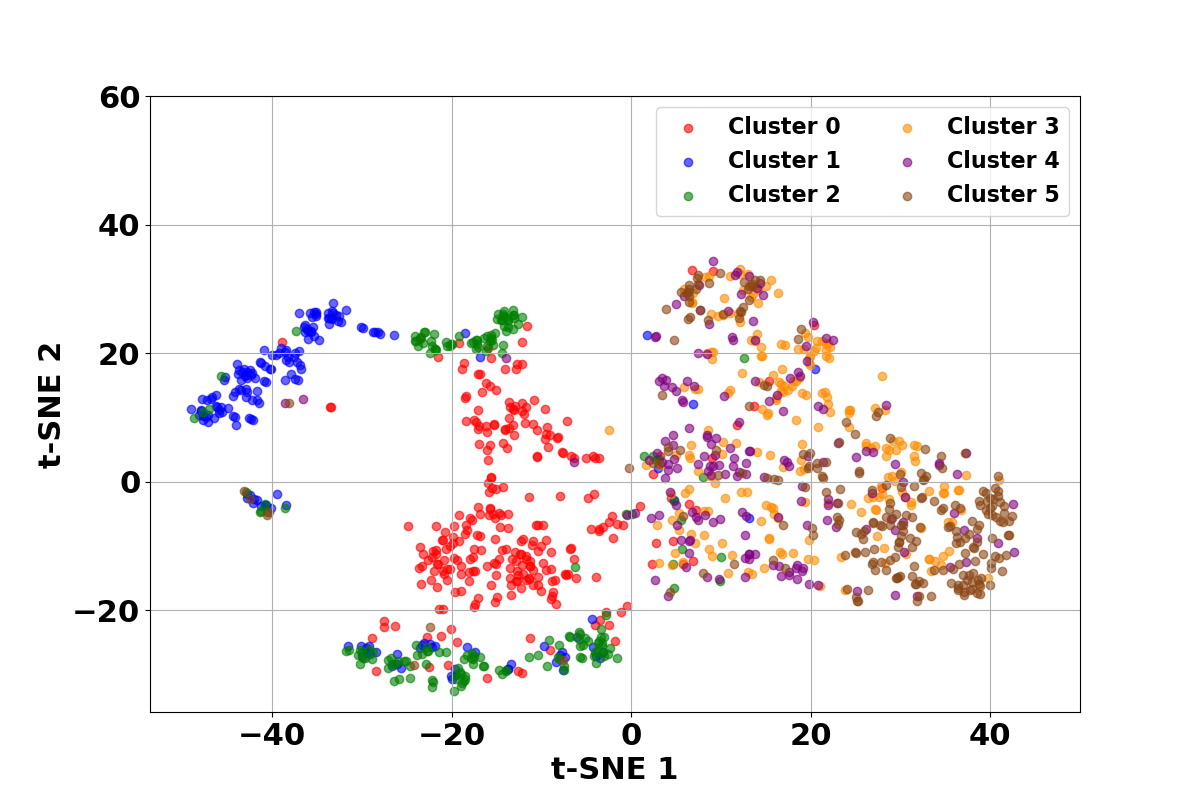 60
40
20
0
−20
−40
−20
0
20
40
t-SNE 1
t-SNE 2
Cluster 0
Cluster 1
Cluster 2
Cluster 3
Cluster 4
Cluster 5